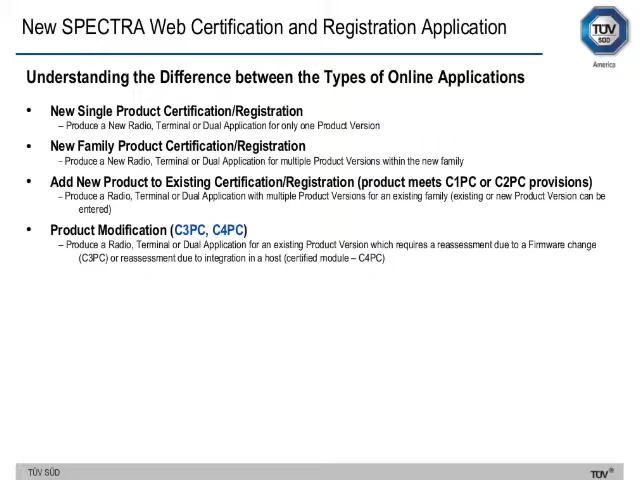 New SPECTRA Web Certification and Registration Application
TÜV
SÜD
America
Understanding the Difference between the Types of Online Applications
• New Single Product Certification/Registration
– Produce a New Radio, Terminal or Dual Application for only one Product Version
• New Family Product Certification/Registration
– Produce a New Radio, Terminal or Dual Application for multiple Product Versions within the new family
• Add New Product to Existing Certification/Registration (product meets C1PC or C2PC provisions)
– Produce a Radio, Terminal or Dual Application with multiple Product Versions for an existing family (existing or new Product Version can be
entered)
• Product Modification (C3PC, C4PC)
– Produce a Radio, Terminal or Dual Application for an existing Product Version which requires a reassessment due to a Firmware change
(C3PC) or reassessment due to integration in a host (certified module – C4PC)
TÜV SÜD
TÜV®